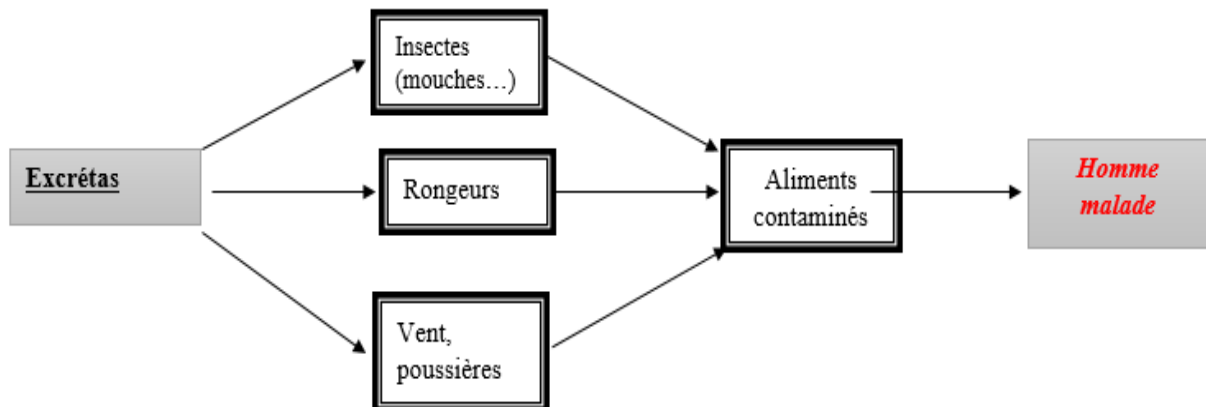 Insectes
(mouches…)
Excrétas
Rongeurs
Aliments
contaminés
Homme
malade
Vent,
poussières